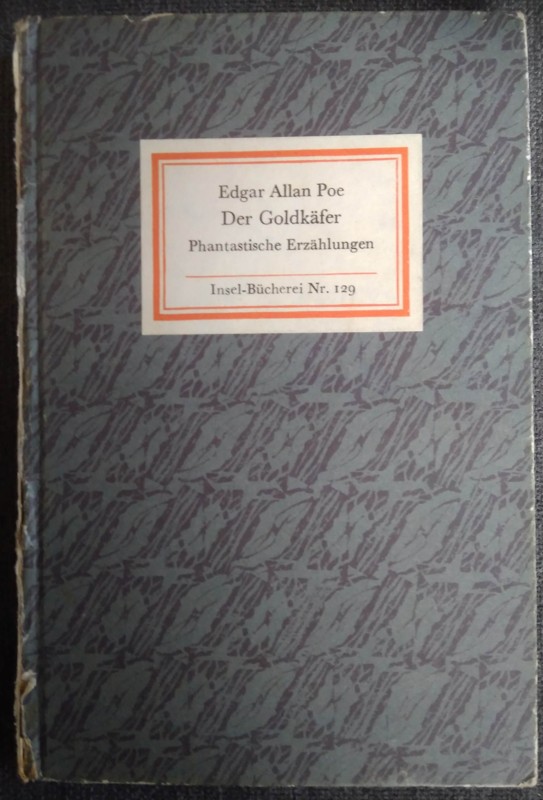 Edgar Allan Poe
Der Goldkäfer
Phantastische Erzählungen
Insel-Bücherei Nr. 129